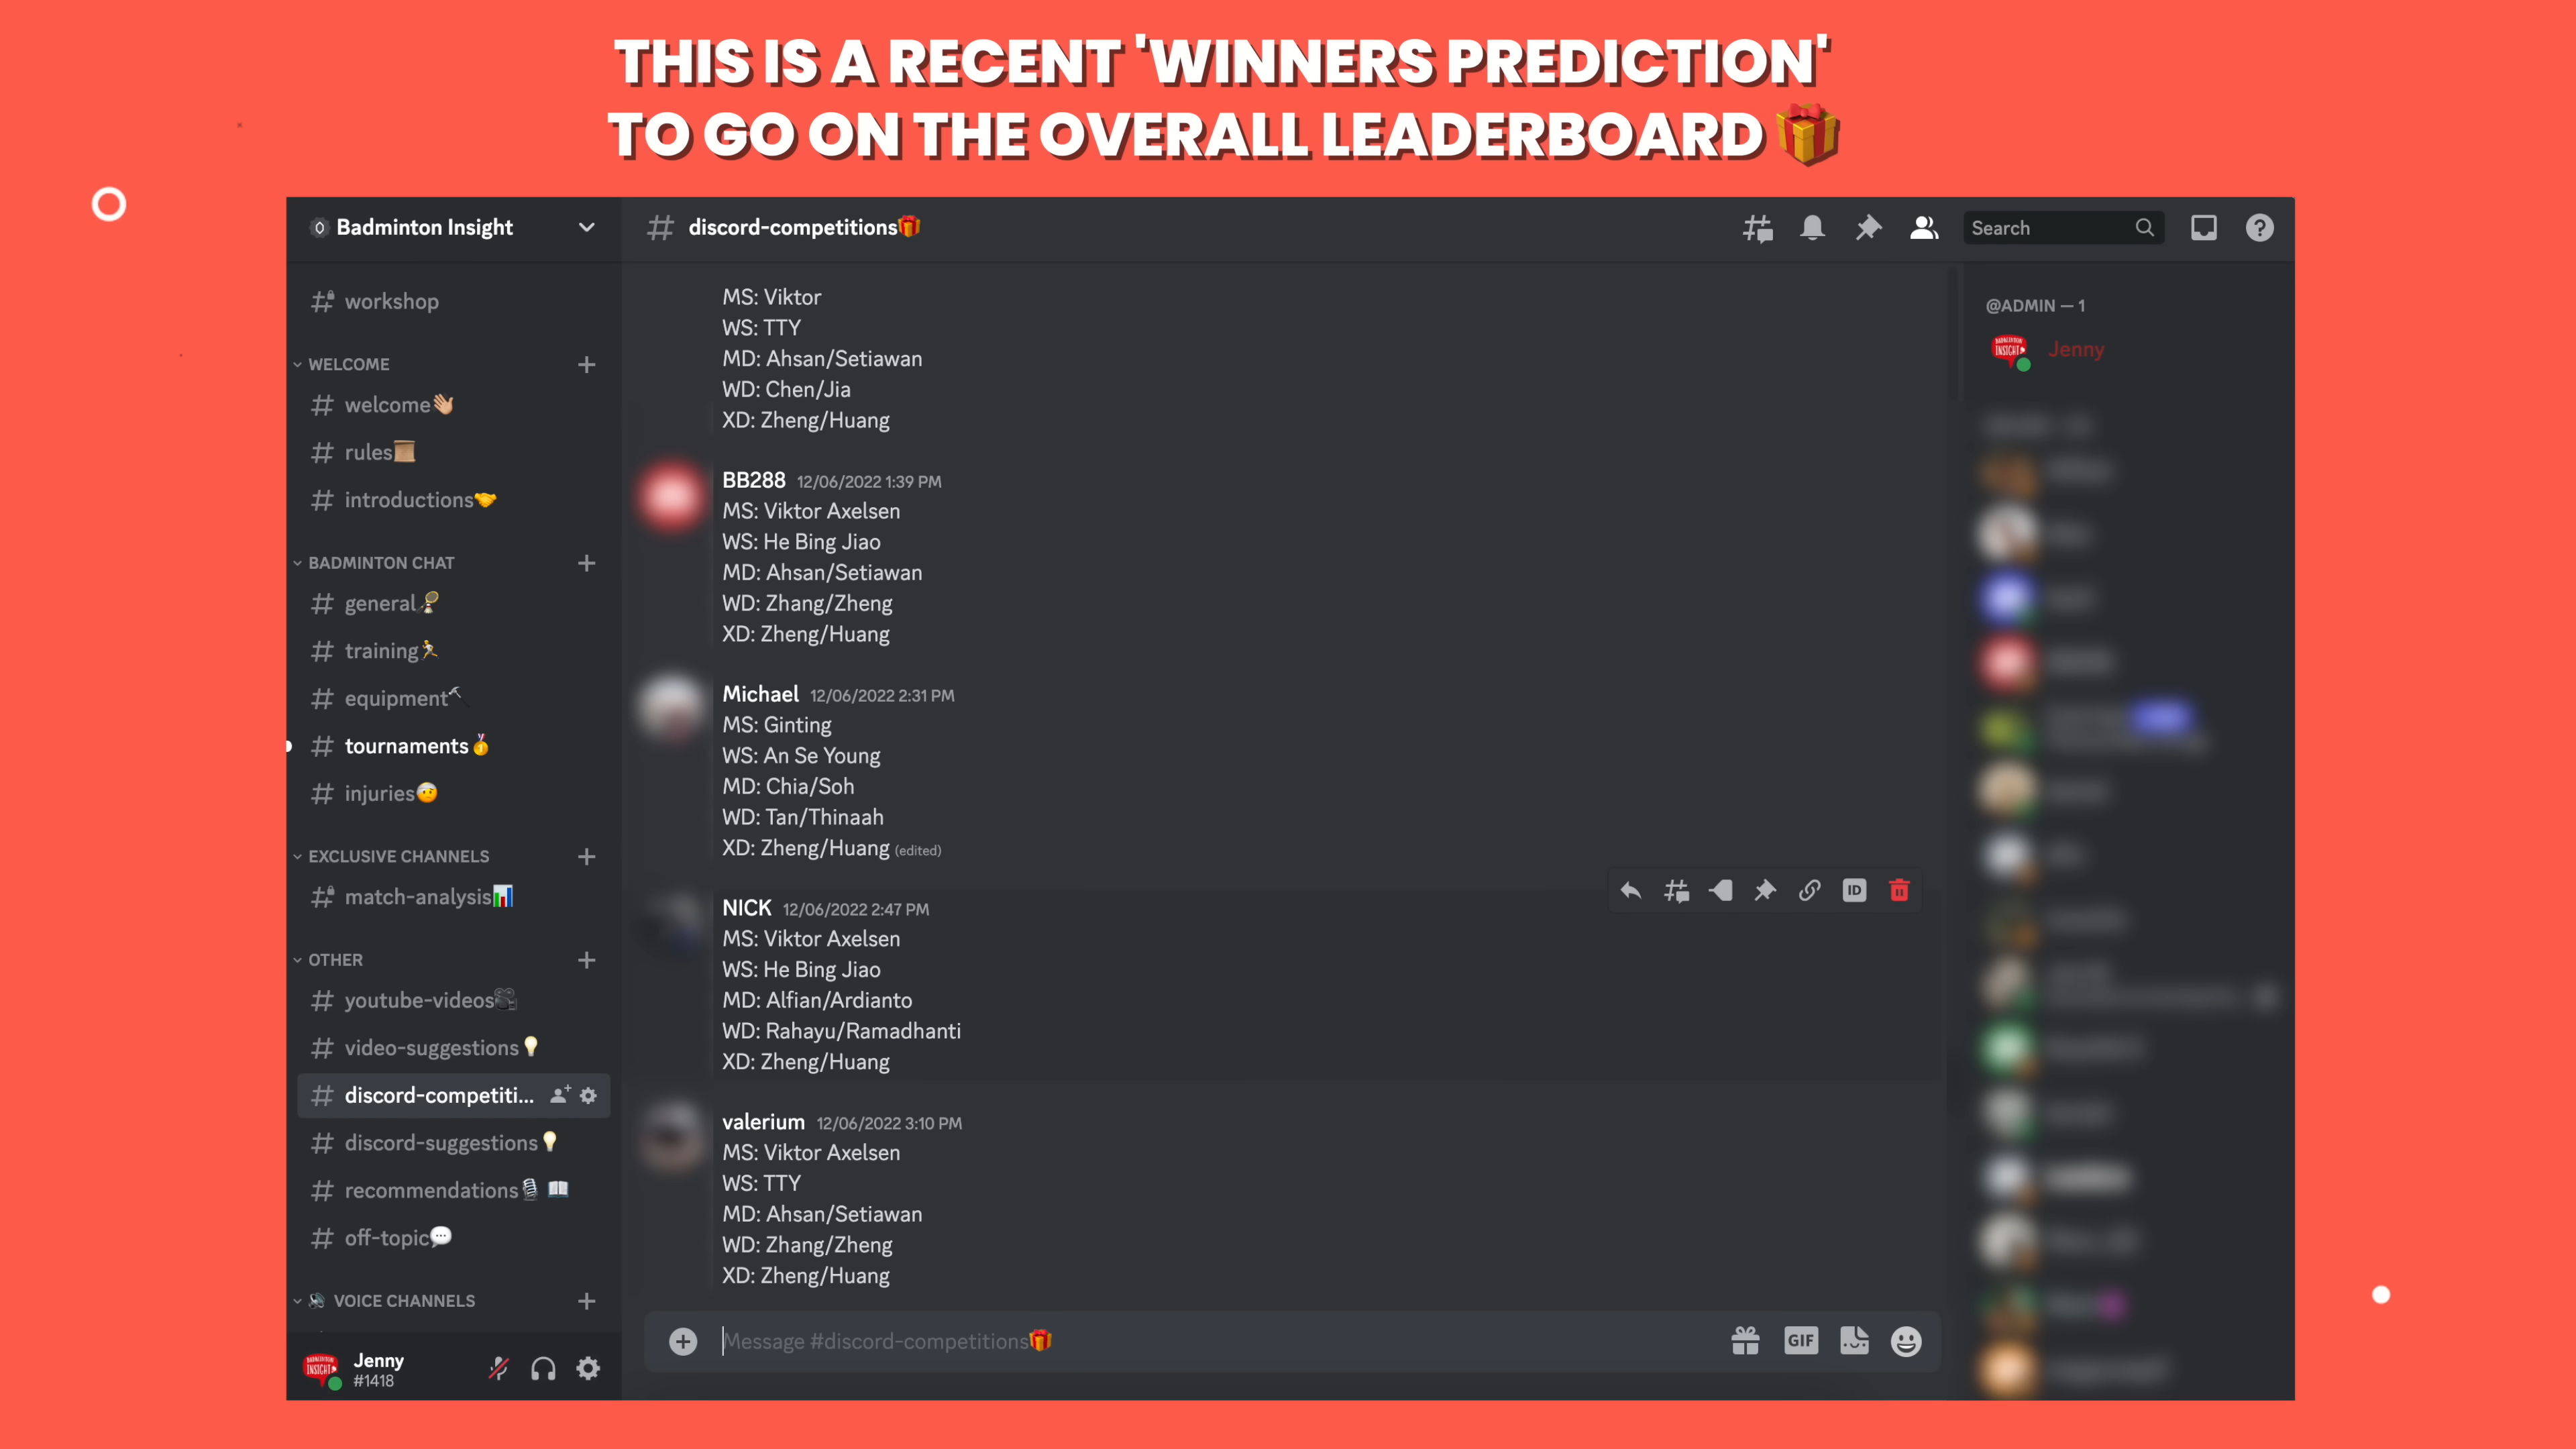 THIS IS A RECENT 'WINNERS PREDICTION'
TO GO ON THE OVERALL LEADERBOARD🎁
Badminton Insight
workshop
WELCOME
welcome👋🏼
rules📜
introductions🤝
BADMINTON CHAT
general🏸
training🏃
equipment🔨
tournaments🏅
injuries🤕
EXCLUSIVE CHANNELS
match-analysis📊
OTHER
youtube-videos🎥
video-suggestions💡
discord-competiti...
discord-suggestions💡
recommendations🎙 📖
off-topic💬
🔊 VOICE CHANNELS
Jenny
#1418
# discord-competitions🎁
Search
MS: Viktor
WS: TTY
MD: Ahsan/Setiawan
WD: Chen/Jia
XD: Zheng/Huang
BB288 12/06/2022 1:39 PM
MS: Viktor Axelsen
WS: He Bing Jiao
MD: Ahsan/Setiawan
WD: Zhang/Zheng
XD: Zheng/Huang
Michael 12/06/2022 2:31 PM
MS: Ginting
WS: An Se Young
MD: Chia/Soh
WD: Tan/Thinaah
XD: Zheng/Huang (edited)
ID
NICK 12/06/2022 2:47 PM
MS: Viktor Axelsen
WS: He Bing Jiao
MD: Alfian/Ardianto
WD: Rahayu/Ramadhanti
XD: Zheng/Huang
valerium 12/06/2022 3:10 PM
MS: Viktor Axelsen
WS: TTY
MD: Ahsan/Setiawan
WD: Zhang/Zheng
XD: Zheng/Huang
Message #discord-competitions🎁
GIF
@ADMIN — 1
Jenny